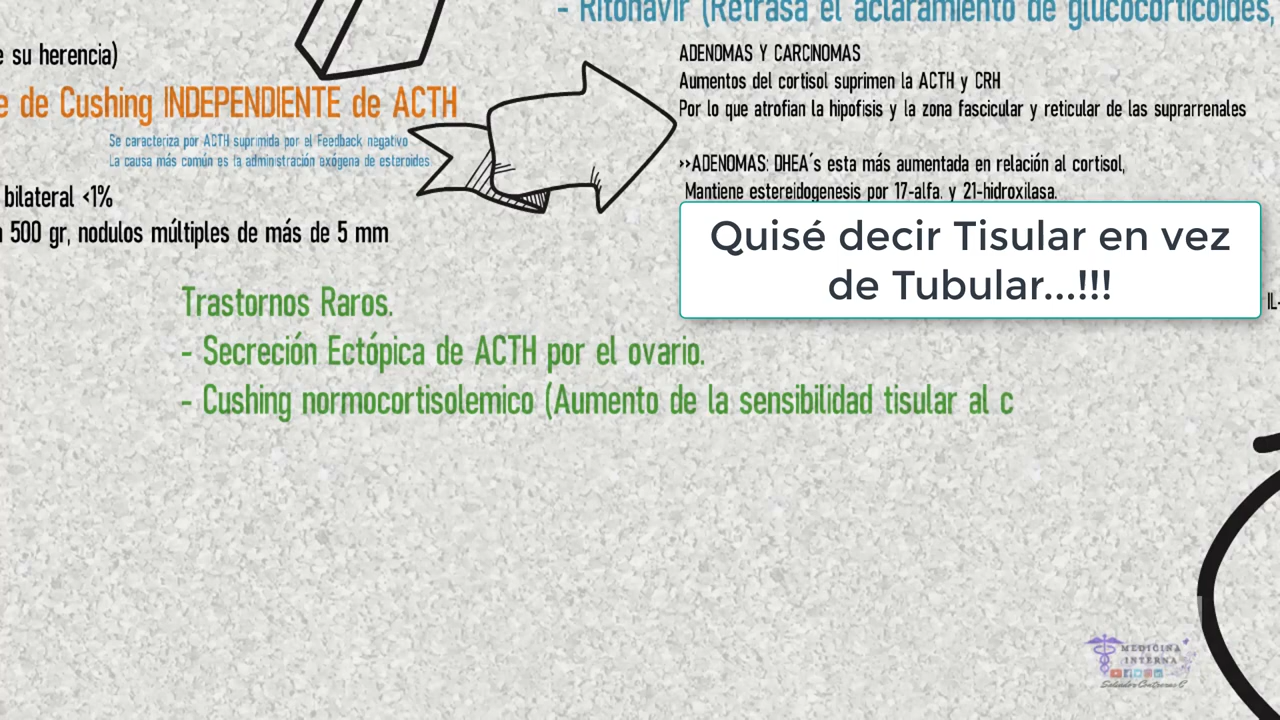 - Ritonavir (Retrasa el aclaramiento de glucocorticoides,
e su herencia)
e de Cushing INDEPENDIENTE de ACTH
Se caracteriza por ACTH suprimida por el Feedback negativo
La causa más común es la administración exógena de esteroides
bilateral <1%
500 gr, nodulos múltiples de más de 5 mm
ADENOMAS Y CARCINOMAS
Aumentos del cortisol suprimen la ACTH y CRH
Por lo que atrofian la hipofisis y la zona fascicular y reticular de las suprarrenales
>>ADENOMAS: DHEA´s esta más aumentada en relación al cortisol,
Mantiene estereidogenesis por 17-alfa. y 21-hidroxilasa.
Quisé decir Tisular en vez
de Tubular...!!!
IL-
Trastornos Raros.
- Secreción Ectópica de ACTH por el ovario.
- Cushing normocortisolemico (Aumento de la sensibilidad tisular al c
MEDICINA
INTERNA
Salvador Contreras G